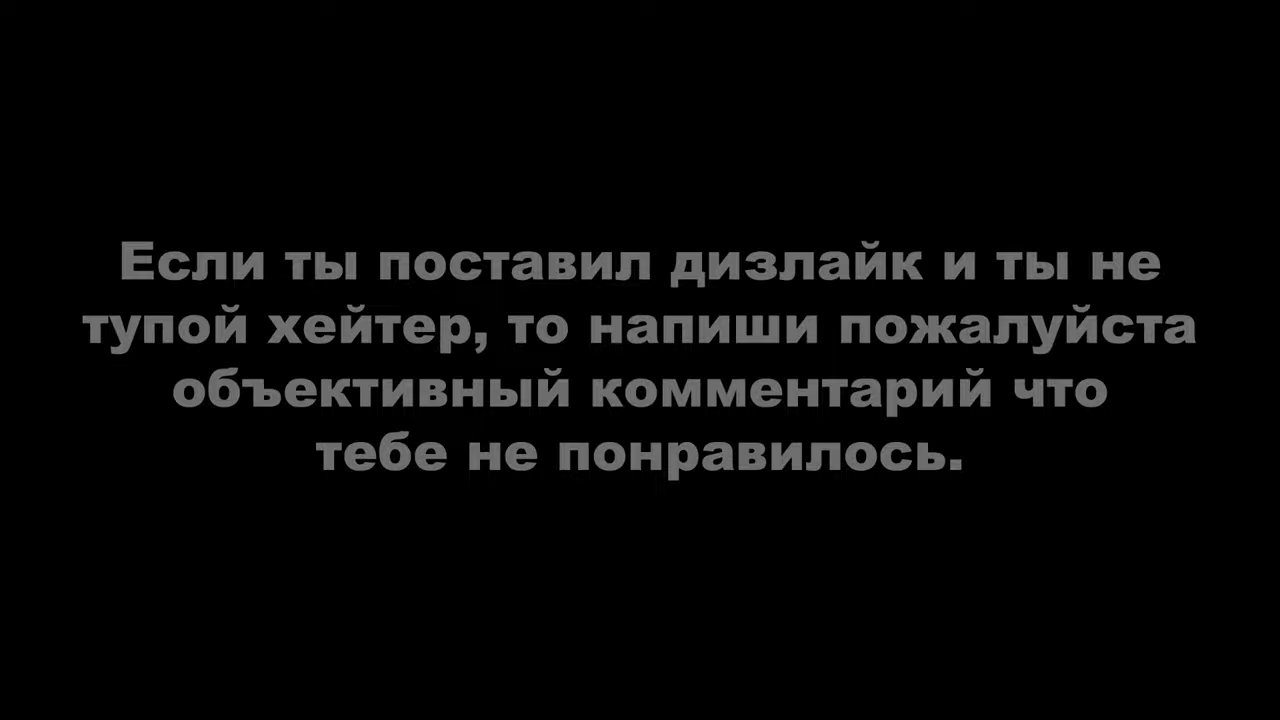 Если ты поставил дизлайк и ты не
тупой хейтер, то напиши пожалуйста
объективный комментарий что
тебе не понравилось.